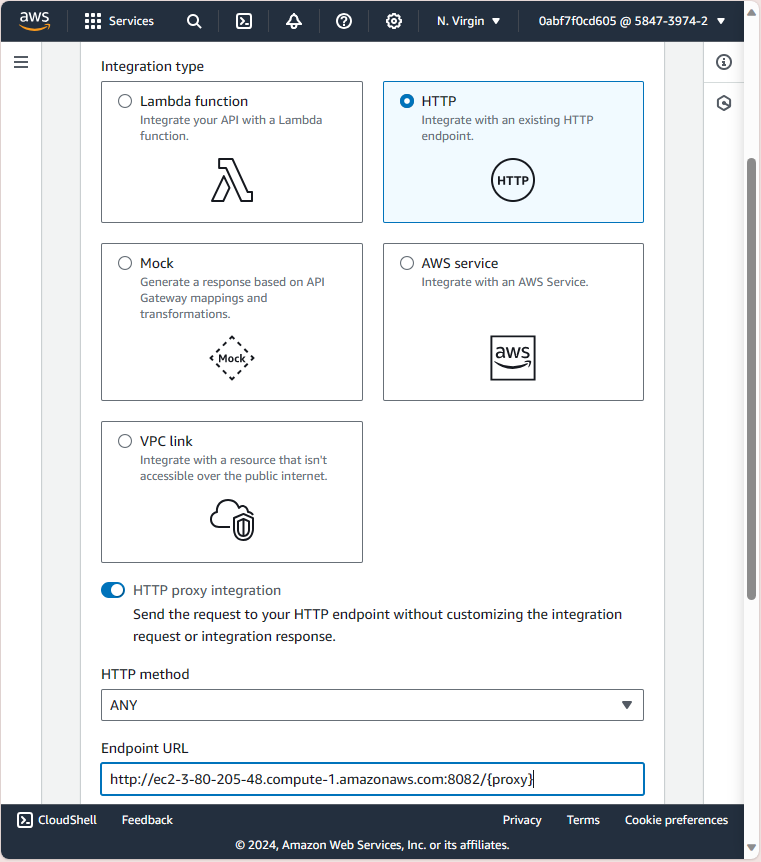 aws
Services
N. Virgin
0abf7f0cd605 @ 5847-3974-2
Integration type
Lambda function
Integrate your API with a Lambda
function.
HTTP
Integrate with an existing HTTP
endpoint.
HTTP
Mock
Generate a response based on API
Gateway mappings and
transformations.
Mock
AWS service
Integrate with an AWS Service.
aws
VPC link
Integrate with a resource that isn't
accessible over the public internet.
HTTP proxy integration
Send the request to your HTTP endpoint without customizing the integration
request or integration response.
HTTP method
ANY
Endpoint URL
http://ec2-3-80-205-48.compute-1.amazonaws.com:8082/{proxy}
CloudShell
Feedback
Privacy
Terms
Cookie preferences
© 2024, Amazon Web Services, Inc. or its affiliates.